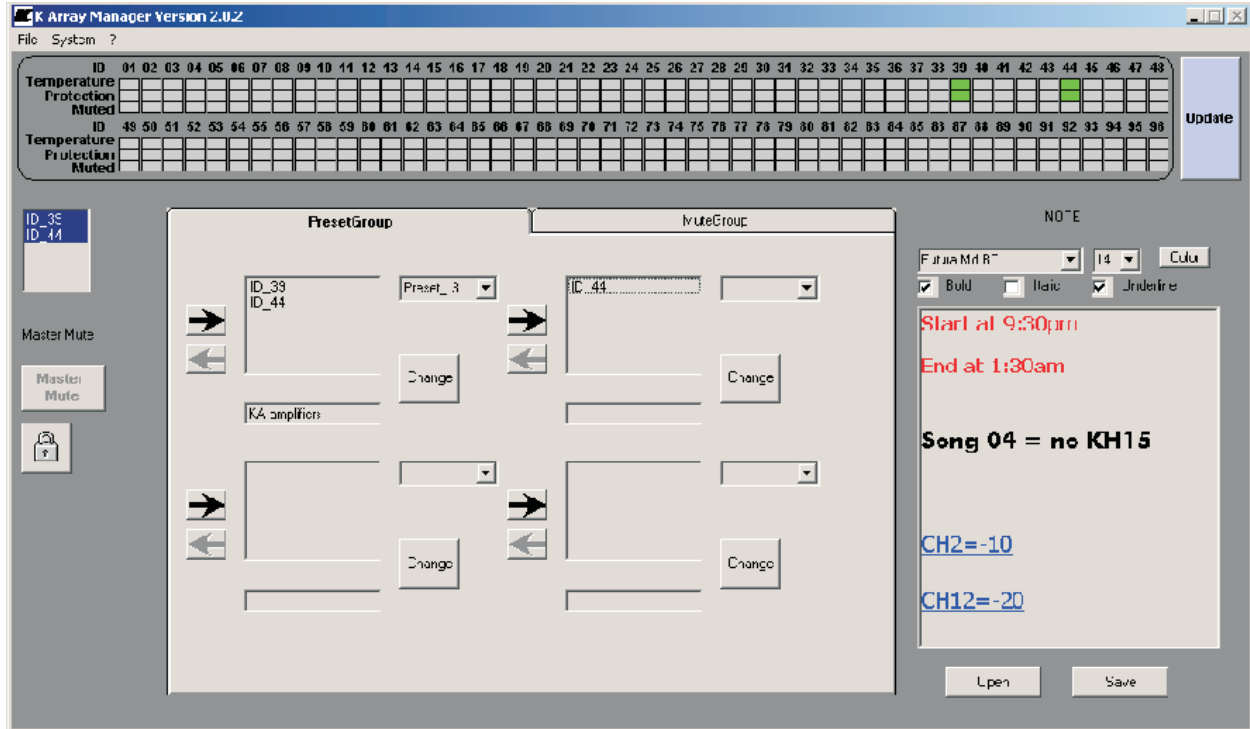 K Array Manager Version 2.0.2
File System ?
ID 01 02 03 04 05 06 07 08 09 10 11 12 13 14 15 16 17 18 19 20 21 22 23 24 25 26 27 28 29 30 31 32 33 34 35 36 37 38 39 40 41 42 43 44 45 46 47 48
Temperature
Protection
Muted
ID 49 50 51 52 53 54 55 56 57 58 59 60 61 62 63 64 65 66 67 68 69 70 71 72 73 74 75 76 77 78 79 80 81 82 83 84 85 86 87 88 89 90 91 92 93 94 95 96
Temperature
Protection
Muted
Update
ID_39
ID_44
Master Mute
Master
Mute
PresetGroup
MuteGroup
ID_39
ID_44
Change
KA amplifiers
ID_44
Change
Change
Change
NOTE
Futura Md BT 14 Color
Bold Italic Underline
Start at 9:30pm
End at 1:30am
Song 04 = no KH15
CH2=-10
CH12=-20
Open Save